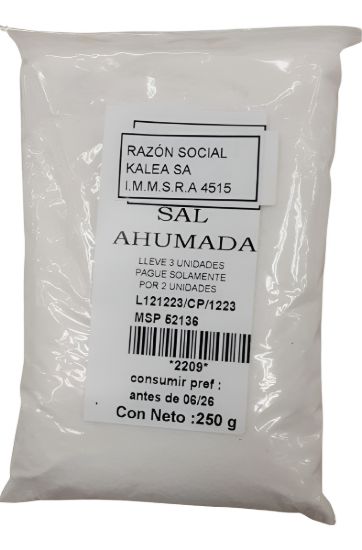 RAZÓN SOCIAL
KALEA SA
I.M.M.S.R.A 4515
SAL
AHUMADA
LLEVE 3 UNIDADES
PAGUE SOLAMENTE
POR 2 UNIDADES
L121223/CP/1223
MSP 52136
*2209*
consumir pref :
antes de 06/26
Con Neto :250 g